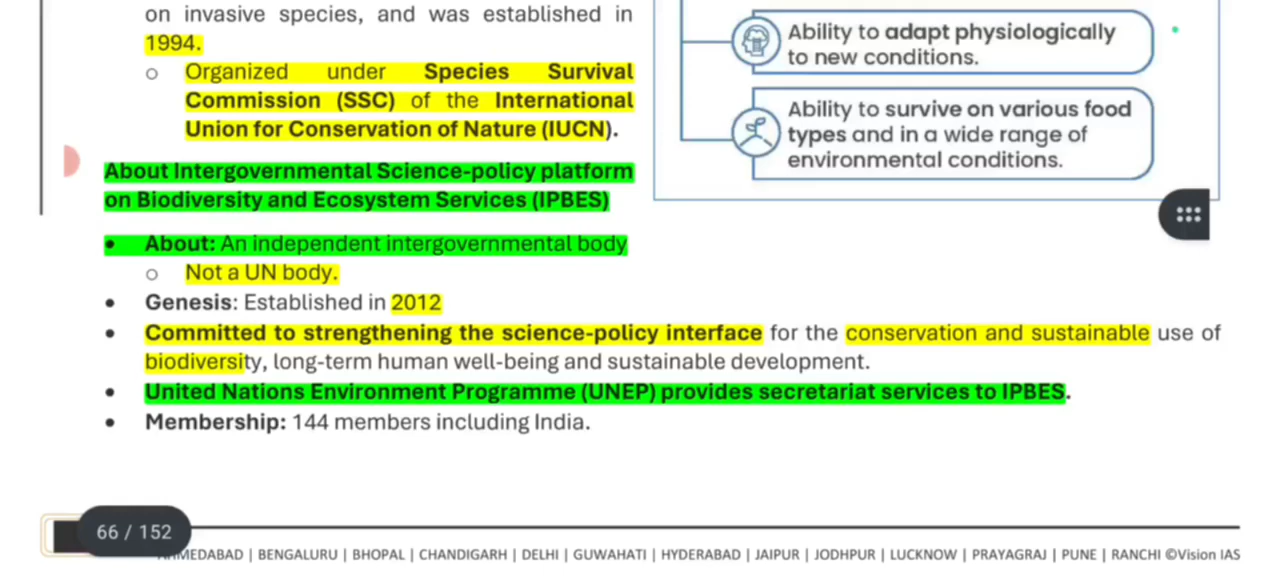 on invasive species, and was established in
1994.
o Organized under Species Survival
Commission (SSC) of the International
Union for Conservation of Nature (IUCN).
About Intergovernmental Science-policy platform
on Biodiversity and Ecosystem Services (IPBES)
• About: An independent intergovernmental body
o Not a UN body.
• Genesis: Established in 2012
• Committed to strengthening the science-policy interface for the conservation and sustainable use of
biodiversity, long-term human well-being and sustainable development.
• United Nations Environment Programme (UNEP) provides secretariat services to IPBES.
• Membership: 144 members including India.
Ability to adapt physiologically
to new conditions.
Ability to survive on various food
types and in a wide range of
environmental conditions.
66 / 152
AHMEDABAD | BENGALURU | BHOPAL | CHANDIGARH | DELHI | GUWAHATI | HYDERABAD | JAIPUR | JODHPUR | LUCKNOW | PRAYAGRAJ | PUNE | RANCHI ©Vision IAS